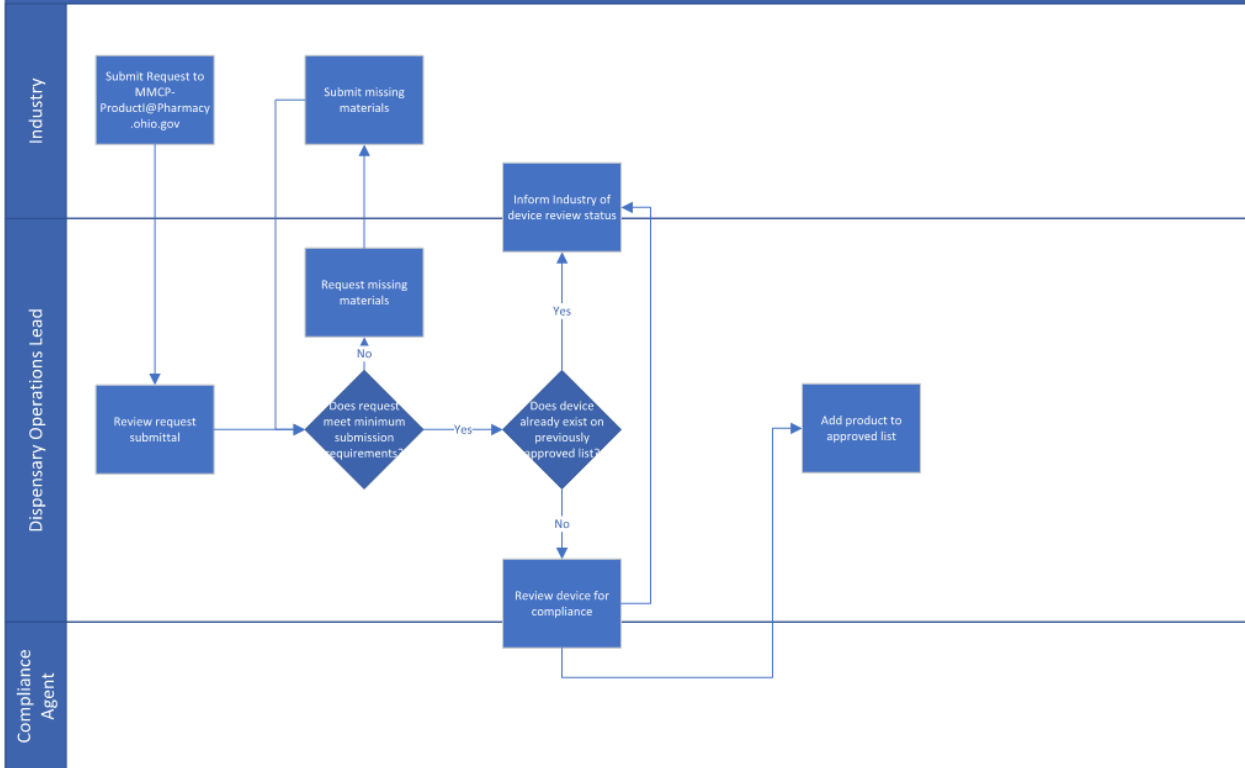 Industry
Submit Request to
MMCP-
ProductI@Pharmacy
.ohio.gov
Submit missing
materials
Inform Industry of
device review status
Dispensary Operations Lead
Request missing
materials
No
Yes
Review request
submittal
Does request
meet minimum
submission
requirements?
Yes
Does device
already exist on
previously
approved list?
Add product to
approved list
No
Review device for
compliance
Compliance
Agent